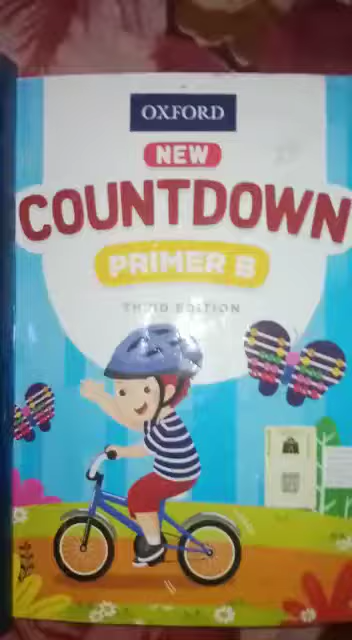 OXFORD
NEW
COUNTDOWN
PRIMER B
THIRD EDITION